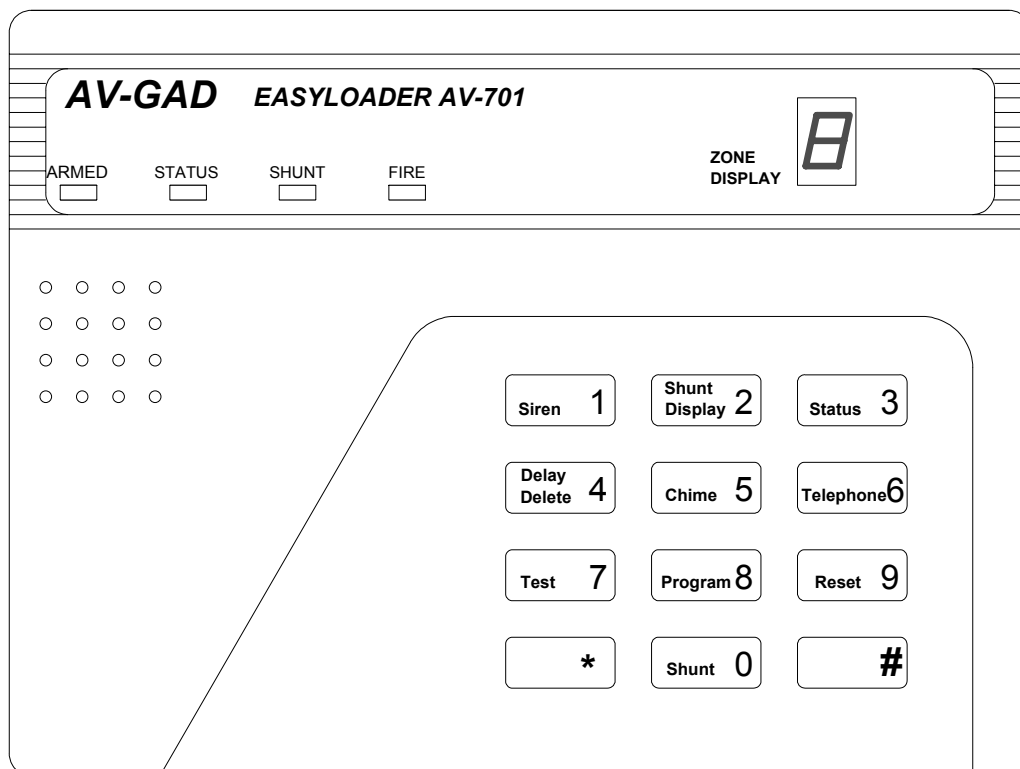 AV-GAD EASYLOADER AV-701
ARMED STATUS SHUNT FIRE
ZONE
DISPLAY
8
Siren 1
Shunt
Display 2
Status 3
Delay
Delete 4
Chime 5
Telephone 6
Test 7
Program 8
Reset 9
*
Shunt 0
#